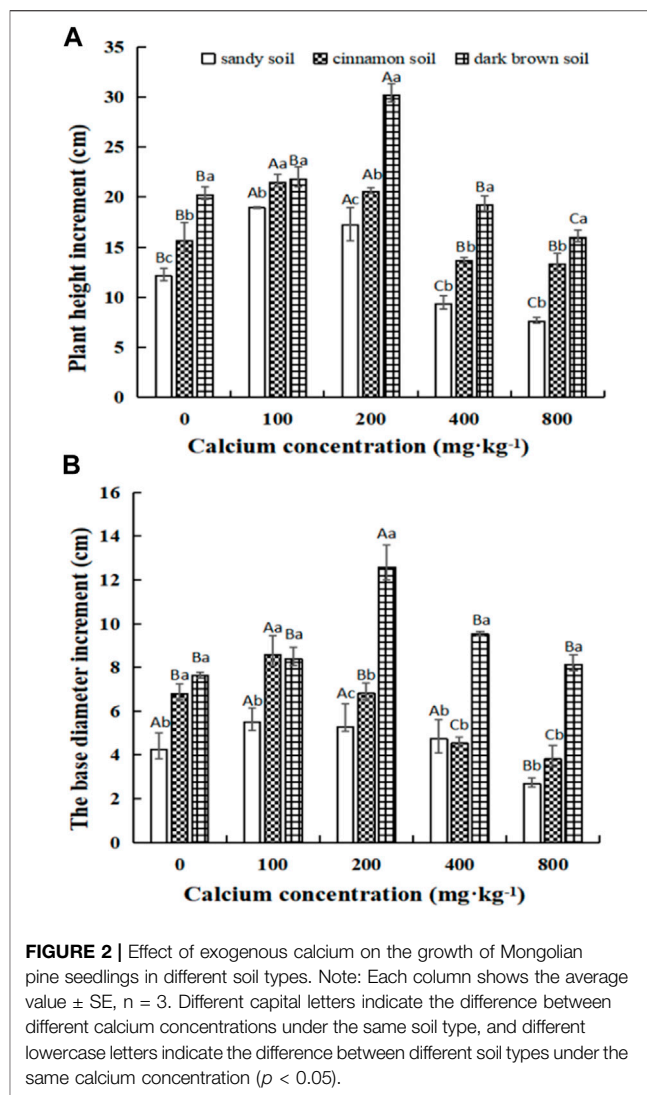 A
35
30
25
20
15
10
5
0
Plant height increment (cm)
sandy soil cinnamon soil dark brown soil
Bc Bb Ba Ab Aa Ba Ac Ab Aa Cb Bb Ba Cb Bb Ca
0 100 200 400 800
Calcium concentration (mg·kg⁻¹)
B
16
14
12
10
8
6
4
2
0
The base diameter increment (cm)
Ab Ba Ba Ab Aa Ba Ac Bb Aa Ab Cb Ba Bb Cb Ba
0 100 200 400 800
Calcium concentration (mg·kg⁻¹)
FIGURE 2 | Effect of exogenous calcium on the growth of Mongolian
pine seedlings in different soil types. Note: Each column shows the average
value ± SE, n = 3. Different capital letters indicate the difference between
different calcium concentrations under the same soil type, and different
lowercase letters indicate the difference between different soil types under the
same calcium concentration (p < 0.05).